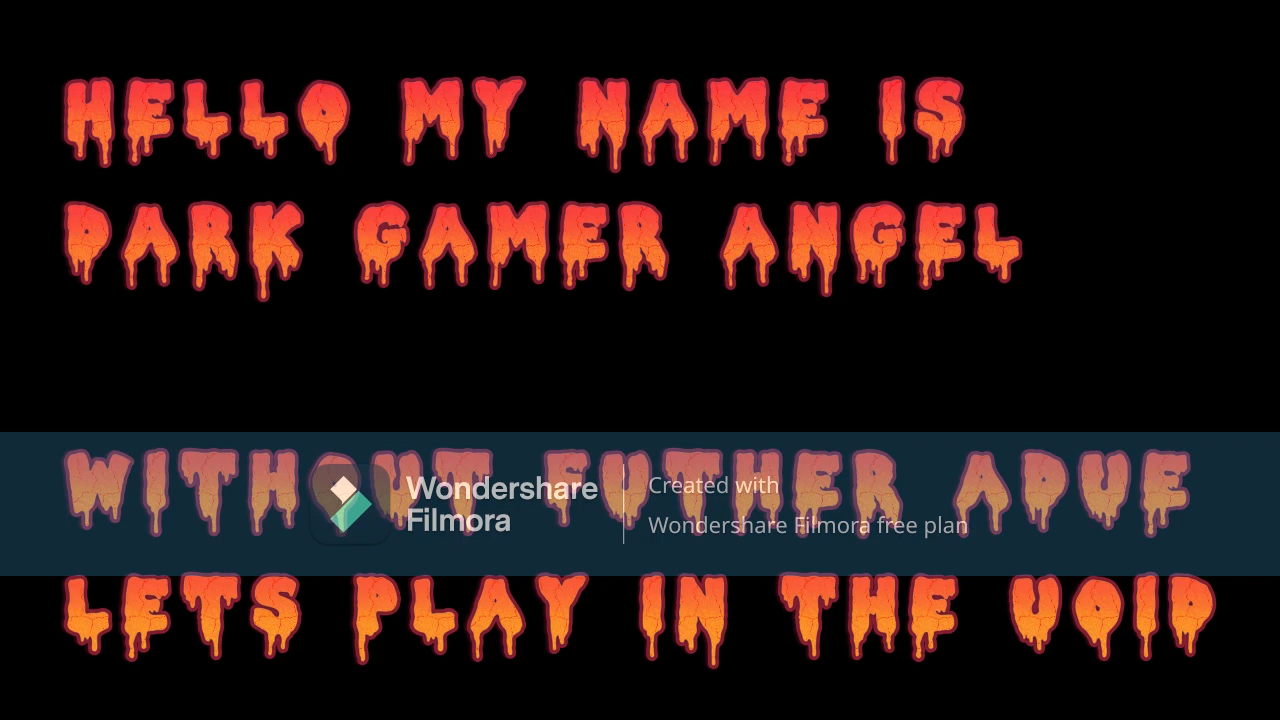 HELLO MY NAME IS
DARK GAMER ANGEL
WITHOUT FUTHER ADUE
Wondershare Filmora
Created with
Wondershare Filmora free plan
LETS PLAY IN THE VOID